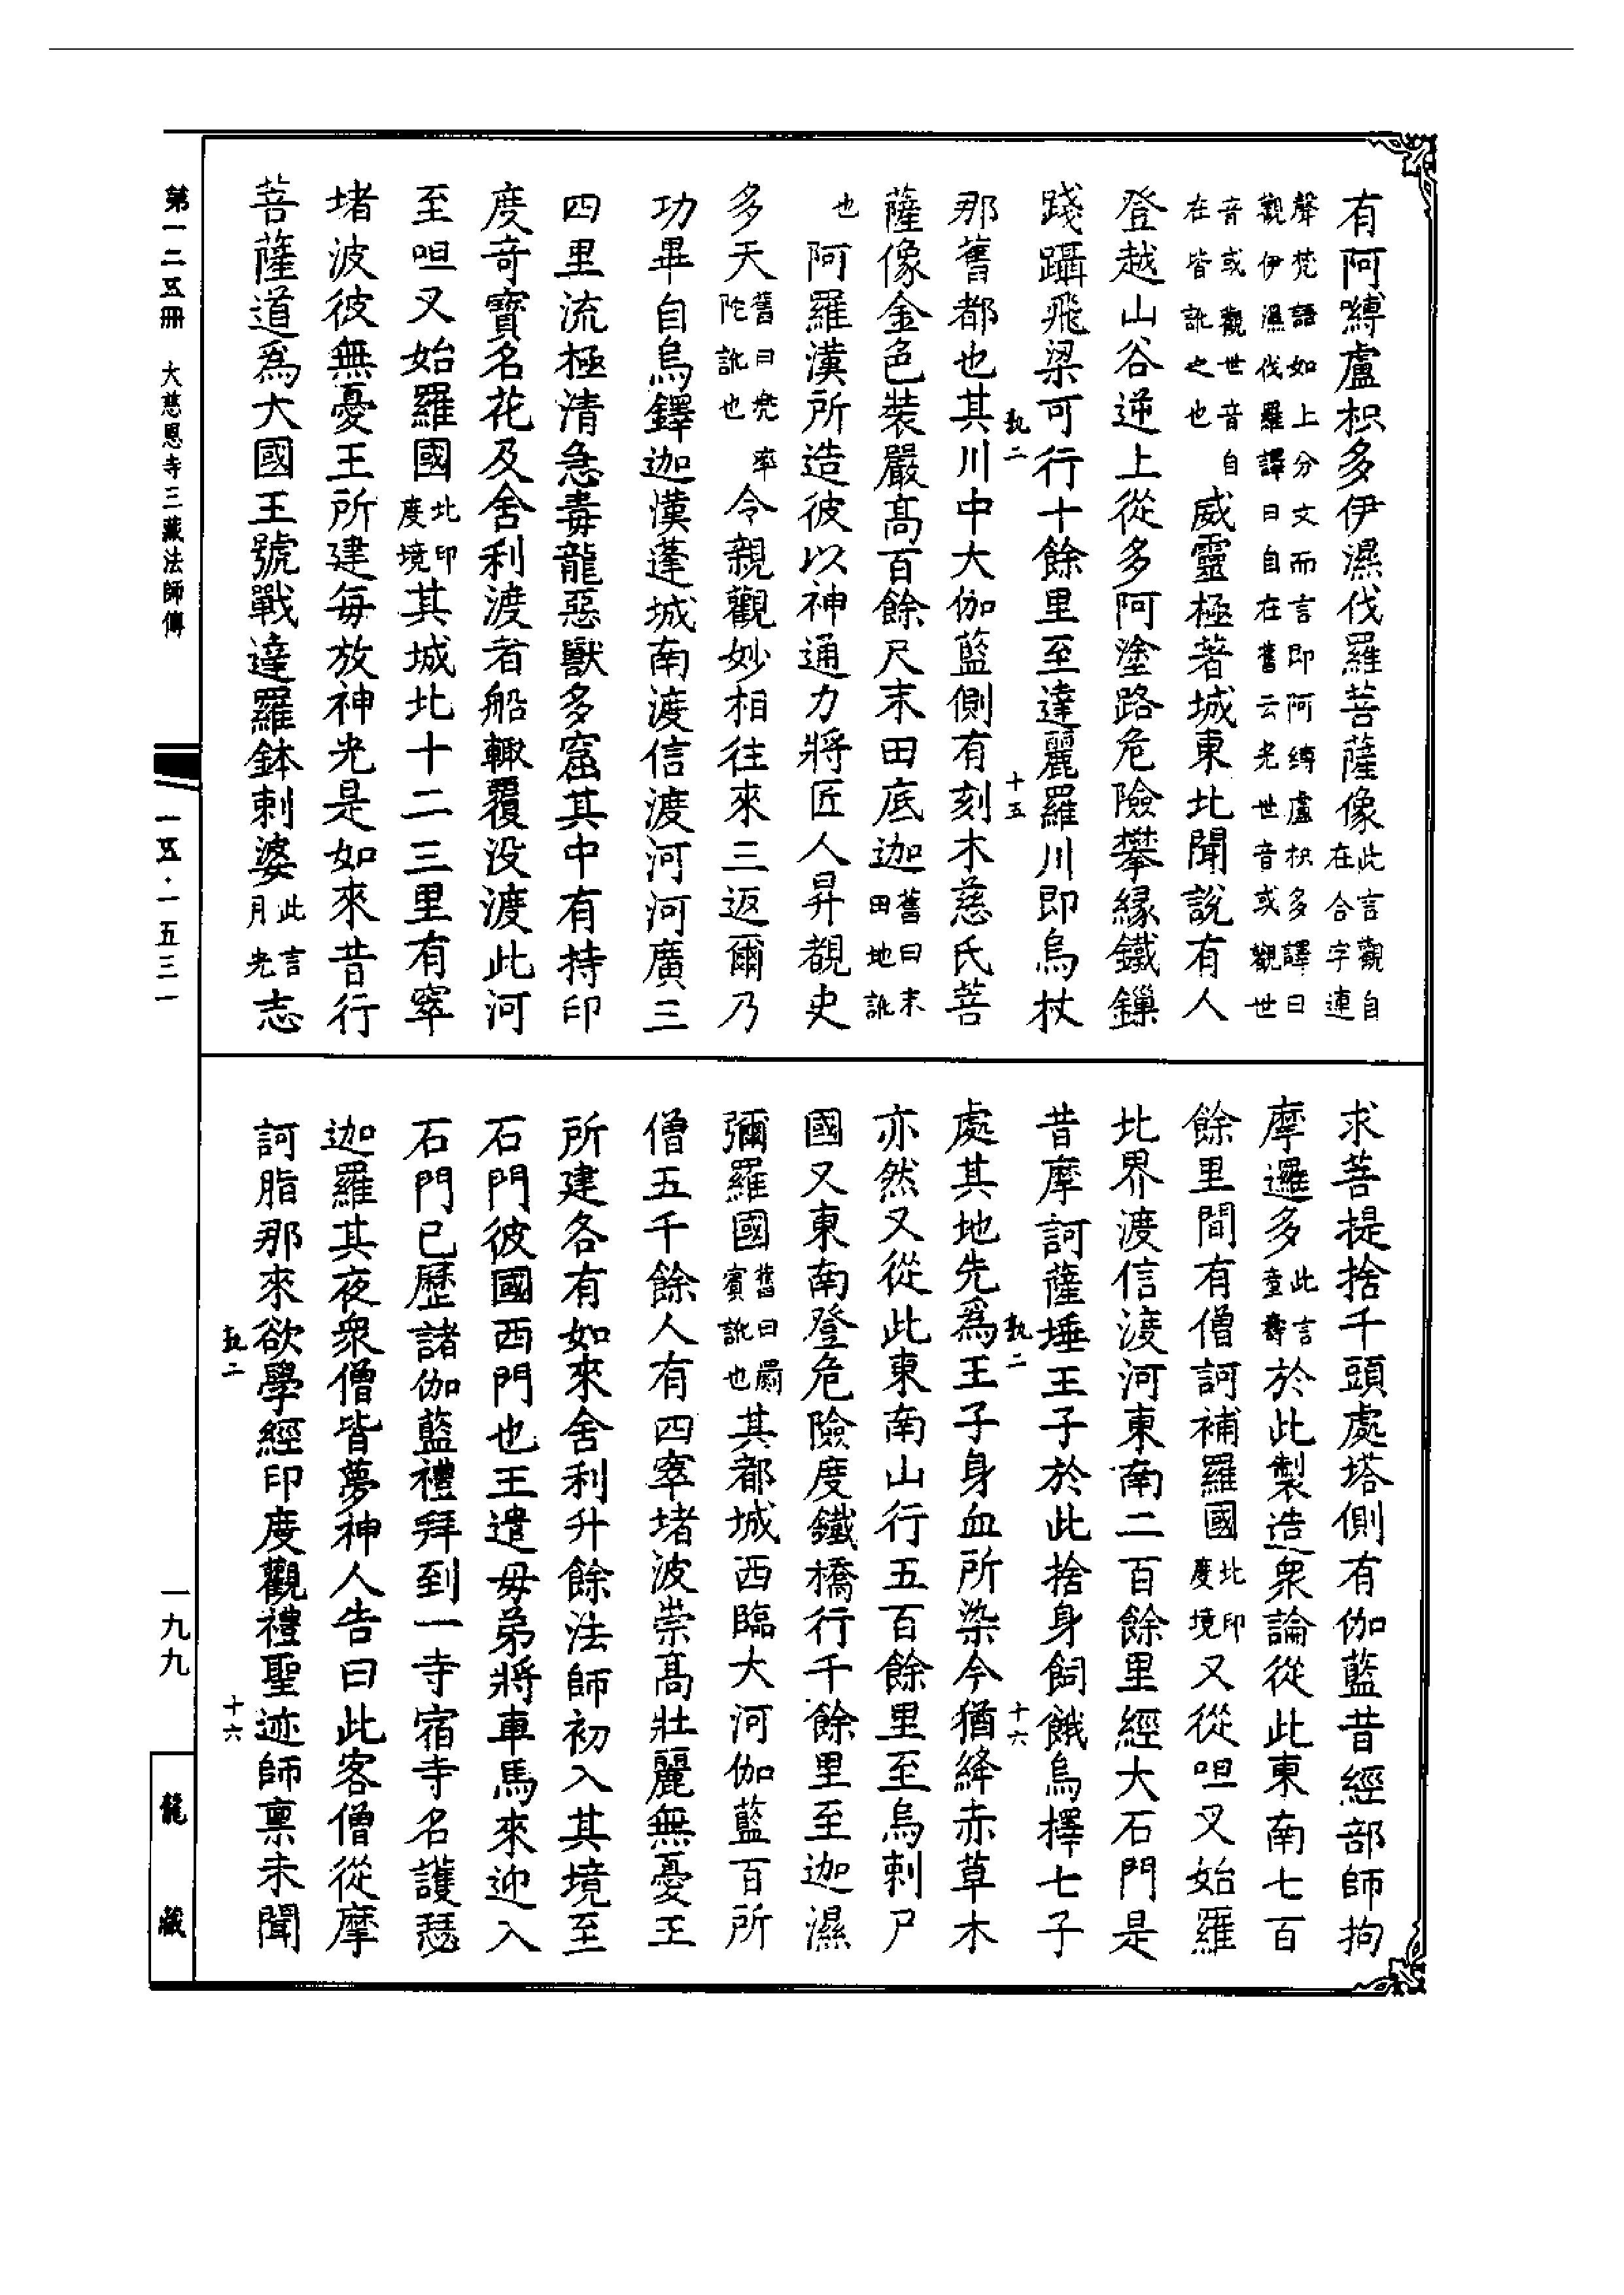 有阿嚩盧枳多伊濕伐羅菩薩像此言觀自在合字連
聲梵語如上分文而言即阿縛盧枳多譯曰觀伊濕伐羅譯曰自在舊云光世音或觀世
音或觀世音自在皆訛之也威靈極著城東北聞說有人
登越山谷逆上從多阿塗路危險攀緣鐵鏁
踐躡飛梁可行十餘里至達麗羅川即烏杖
執二 十五
那舊都也其川中大伽藍側有刻木慈氏菩
薩像金色裝嚴高百餘尺末田底迦舊曰末田地訛
也阿羅漢所造彼以神通力將匠人昇覩史
多天舊曰兜率陀訛也令親觀妙相往來三返爾乃
功畢自烏鐸迦漢蓬城南渡信渡河河廣三
四里流極清急毒龍惡獸多窟其中有持印
度奇寶名花及舍利渡者船輙覆没渡此河
至呾叉始羅國北印度境其城北十二三里有窣
堵波彼無憂王所建每放神光是如來昔行
菩薩道爲大國王號戰達羅鉢剌婆此言月光志
求菩提捨千頭處塔側有伽藍昔經部師拘
摩邏多此言童壽於此製造衆論從此東南七百
餘里間有僧訶補羅國北印度境又從呾叉始羅
北界渡信渡河東南二百餘里經大石門是
昔摩訶薩埵王子於此捨身飼餓烏擇七子
執二 十六
處其地先爲王子身血所染今猶絳赤草木
亦然又從此東南山行五百餘里至烏剌尸
國又東南登危險度鐵橋行千餘里至迦濕
彌羅國舊曰罽賓訛也其都城西臨大河伽藍百所
僧五千餘人有四窣堵波崇高壯麗無憂王
所建各有如來舍利升餘法師初入其境至
石門彼國西門也王遣毋弟將車馬來迎入
石門已歷諸伽藍禮拜到一寺宿寺名護瑟
迦羅其夜衆僧皆夢神人告曰此客僧從摩
訶脂那來欲學經印度觀禮聖迹師稟未聞
執二 十六
第一二五冊 大慈恩寺三藏法師傳 一五·一五三一 一九九 龍藏